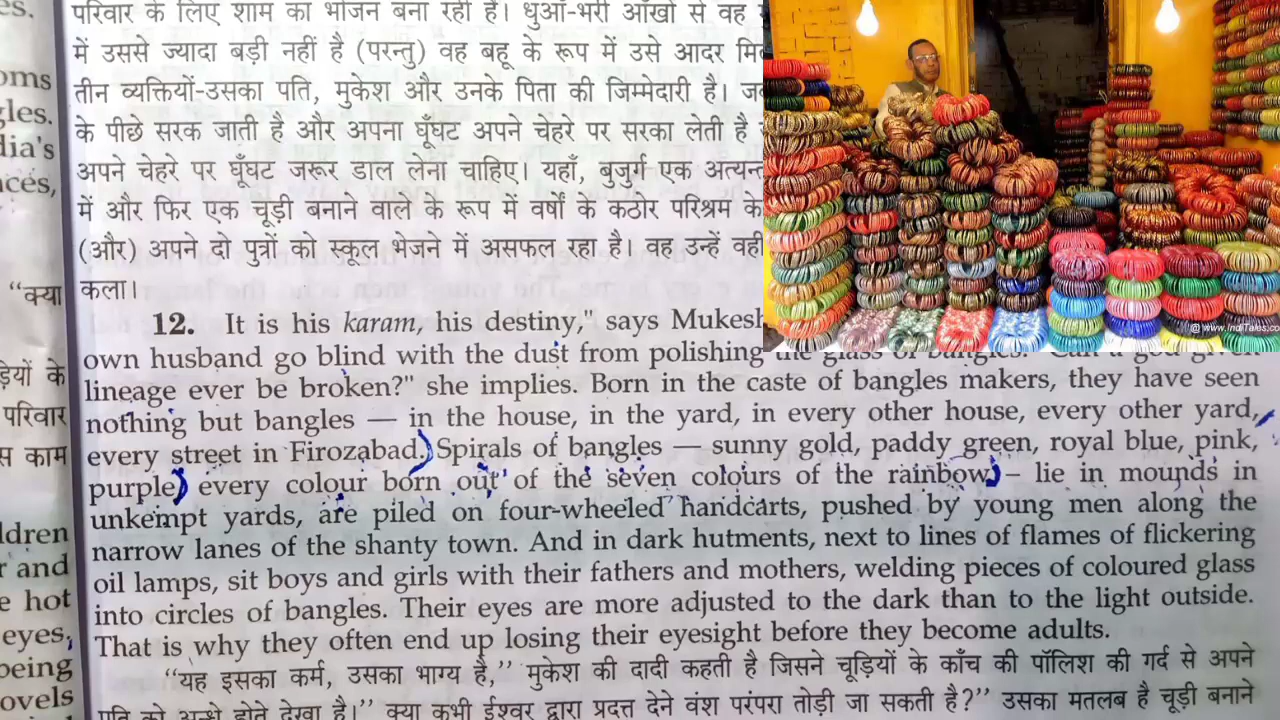 es.
oms
gles.
dia's
nces,
"क्या
ड़ियों के
परिवार
स काम
ldren
r and
e hot
eyes,
being
ovels
परिवार के लिए शाम का भोजन बना रही है। धुआँ-भरी आँखों से वह
में उससे ज्यादा बड़ी नहीं है (परन्तु) वह बहू के रूप में उसे आदर
तीन व्यक्तियों-उसका पति, मुकेश और उनके पिता की जिम्मेदारी है।
के पीछे सरक जाती है और अपना घूँघट अपने चेहरे पर सरका लेती है
अपने चेहरे पर घूँघट जरूर डाल लेना चाहिए। यहाँ, बुजुर्ग एक
में और फिर एक चूड़ी बनाने वाले के रूप में वर्षों के कठोर परिश्रम के
(और) अपने दो पुत्रों को स्कूल भेजने में असफल रहा है। वह उन्हें वही
कला।
12. It is his karam, his destiny," says Mukesh
own husband go blind with the dust from polishing the glass of bangles.
lineage ever be broken?" she implies. Born in the caste of bangles makers, they have seen
nothing but bangles — in the house, in the yard, in every other house, every other yard,
every street in Firozabad. Spirals of bangles — sunny gold, paddy green, royal blue, pink,
purple, every colour born out of the seven colours of the rainbow – lie in mounds in
unkempt yards, are piled on four-wheeled handcarts, pushed by young men along the
narrow lanes of the shanty town. And in dark hutments, next to lines of flames of flickering
oil lamps, sit boys and girls with their fathers and mothers, welding pieces of coloured glass
into circles of bangles. Their eyes are more adjusted to the dark than to the light outside.
That is why they often end up losing their eyesight before they become adults.
"यह इसका कर्म, उसका भाग्य है," मुकेश की दादी कहती है जिसने चूड़ियों के काँच की पॉलिश की गर्द से अपने
पति को अन्धे होते देखा है।" क्या कभी ईश्वर द्वारा प्रदत्त देने वंश परंपरा तोड़ी जा सकती है?" उसका मतलब है चूड़ी बनाने
@ www.IndiTales.co